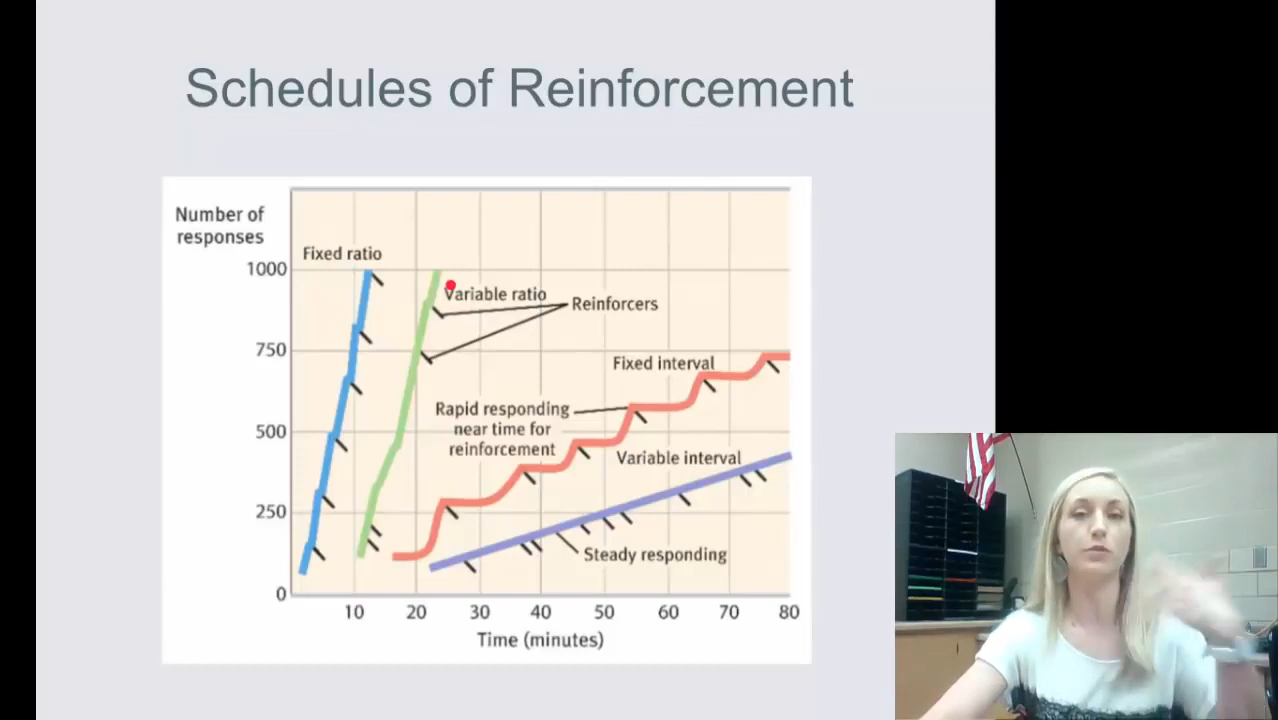 Schedules of Reinforcement
Number of
responses
Fixed ratio
1000
Variable ratio
Reinforcers
750
Fixed interval
Rapid responding
near time for
reinforcement
500
Variable interval
250
Steady responding
0
10 20 30 40 50 60 70 80
Time (minutes)